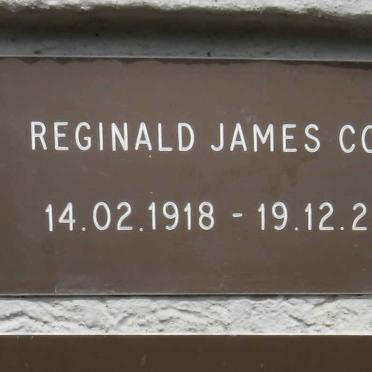 REGINALD JAMES CO
14.02.1918 - 19.12.2